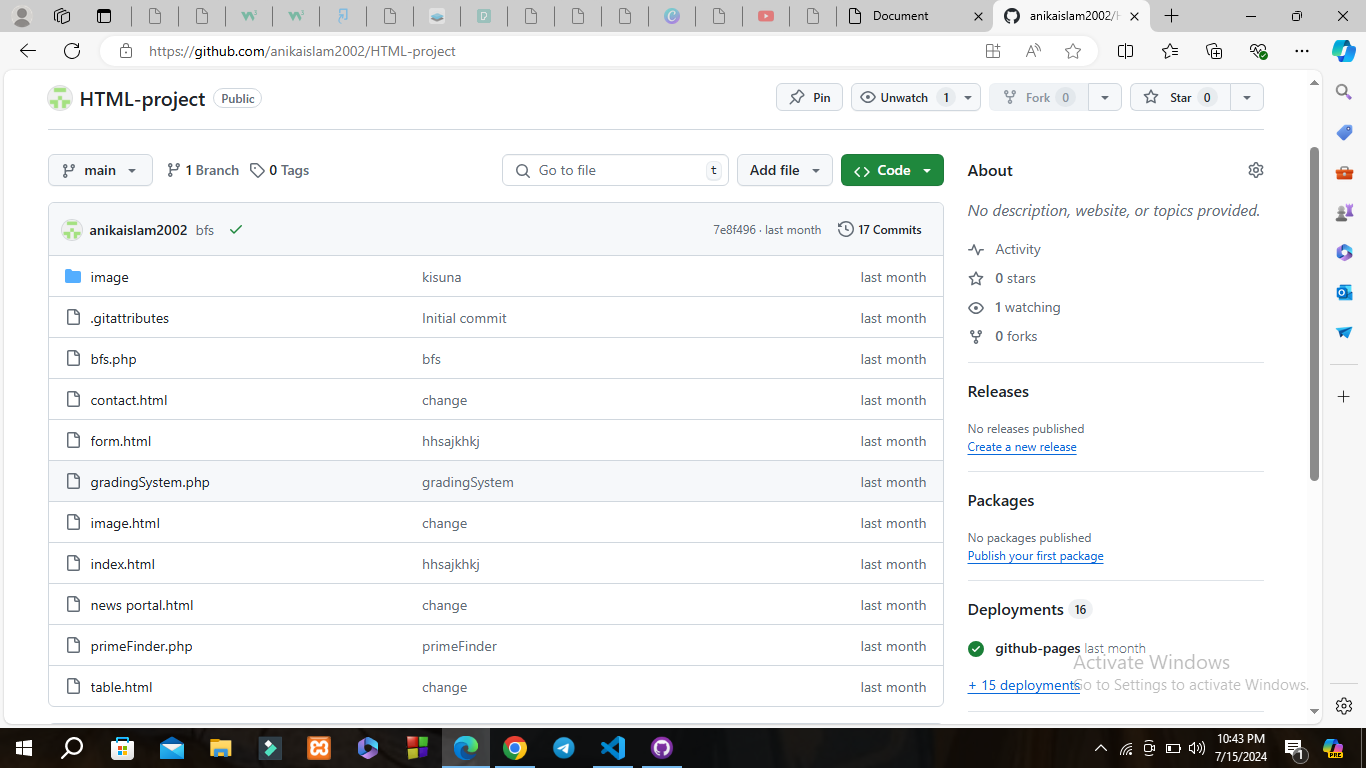 Document
anikaislam2002/H
https://github.com/anikaislam2002/HTML-project
HTML-project Public
Pin
Unwatch 1
Fork 0
Star 0
main
1 Branch
0 Tags
Go to file t
Add file
Code
anikaislam2002 bfs
7e8f496 · last month
17 Commits
image kisuna last month
.gitattributes Initial commit last month
bfs.php bfs last month
contact.html change last month
form.html hhsajkhkj last month
gradingSystem.php gradingSystem last month
image.html change last month
index.html hhsajkhkj last month
news portal.html change last month
primeFinder.php primeFinder last month
table.html change last month
About
No description, website, or topics provided.
Activity
0 stars
1 watching
0 forks
Releases
No releases published
Create a new release
Packages
No packages published
Publish your first package
Deployments 16
github-pages last month
+ 15 deployments
Activate Windows
Go to Settings to activate Windows.
10:43 PM
7/15/2024
1
PRE